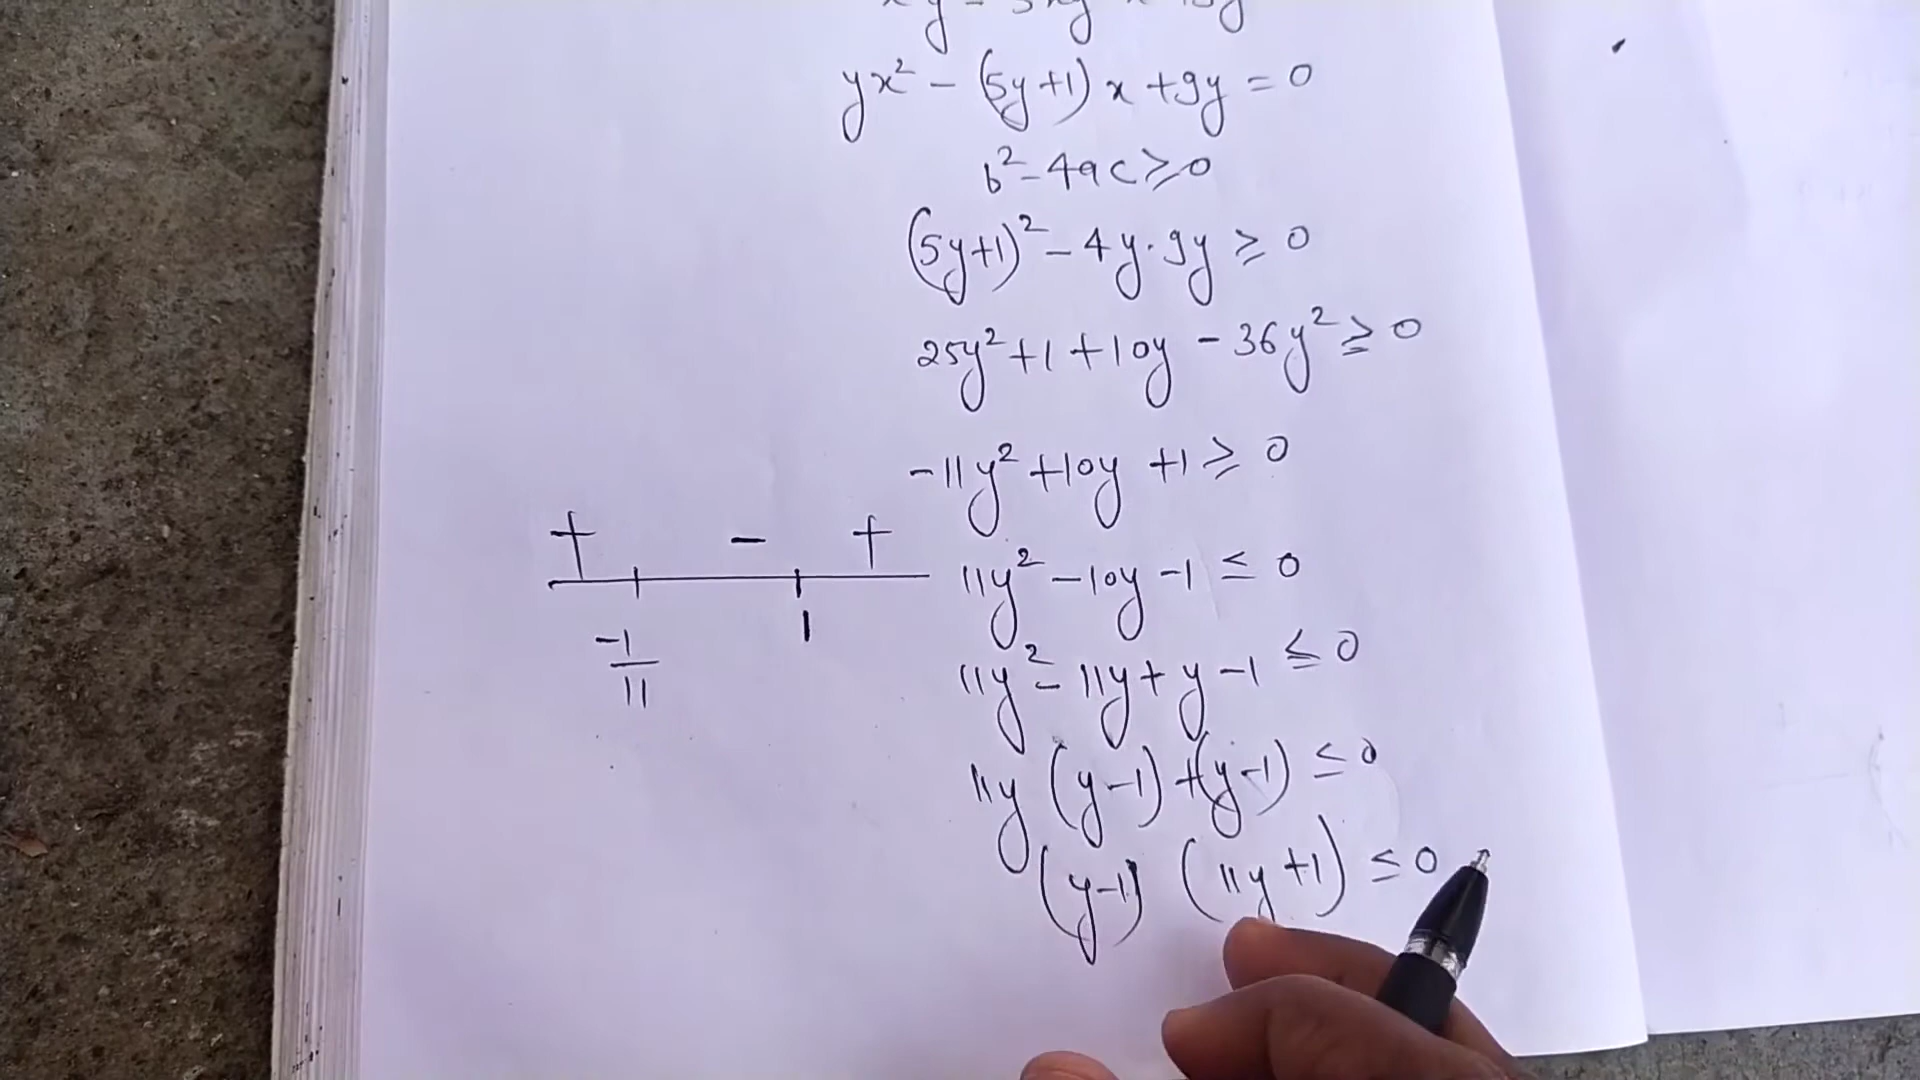 yx² - (5y+1) x + 9y = 0
b² - 4ac ≥ 0
(5y+1)² - 4y·9y ≥ 0
25y² + 1 + 10y - 36y² ≥ 0
-11y² + 10y + 1 ≥ 0
+ - +
-1/11 1
11y² - 10y - 1 ≤ 0
11y² - 11y + y - 1 ≤ 0
11y (y-1) + (y-1) ≤ 0
(y-1) (11y+1) ≤ 0